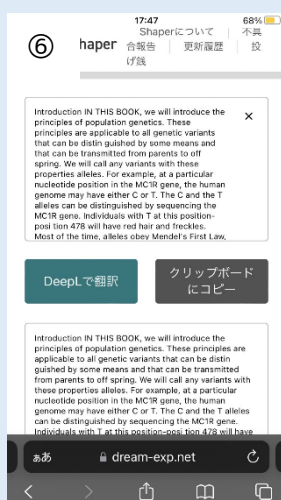 17:47
68%
⑥
haper
Shaperについて
不具
合報告
更新履歴
投
げ銭
Introduction IN THIS BOOK, we will introduce the
principles of population genetics. These
principles are applicable to all genetic variants
that can be distin guished by some means and
that can be transmitted from parents to off
spring. We will call any variants with these
properties alleles. For example, at a particular
nucleotide position in the MC1R gene, the human
genome may have either C or T. The C and the T
alleles can be distinguished by sequencing the
MC1R gene. Individuals with T at this position-
posi tion 478 will have red hair and freckles.
Most of the time, alleles obey Mendel's First Law,
×
DeepLで翻訳
クリップボード
にコピー
Introduction IN THIS BOOK, we will introduce the
principles of population genetics. These principles are
applicable to all genetic variants that can be distin
guished by some means and that can be transmitted
from parents to off spring. We will call any variants with
these properties alleles. For example, at a particular
nucleotide position in the MC1R gene, the human
genome may have either C or T. The C and the T alleles
can be distinguished by sequencing the MC1R gene.
Individuals with T at this position-posi tion 478 will have
ぁあ
dream-exp.net